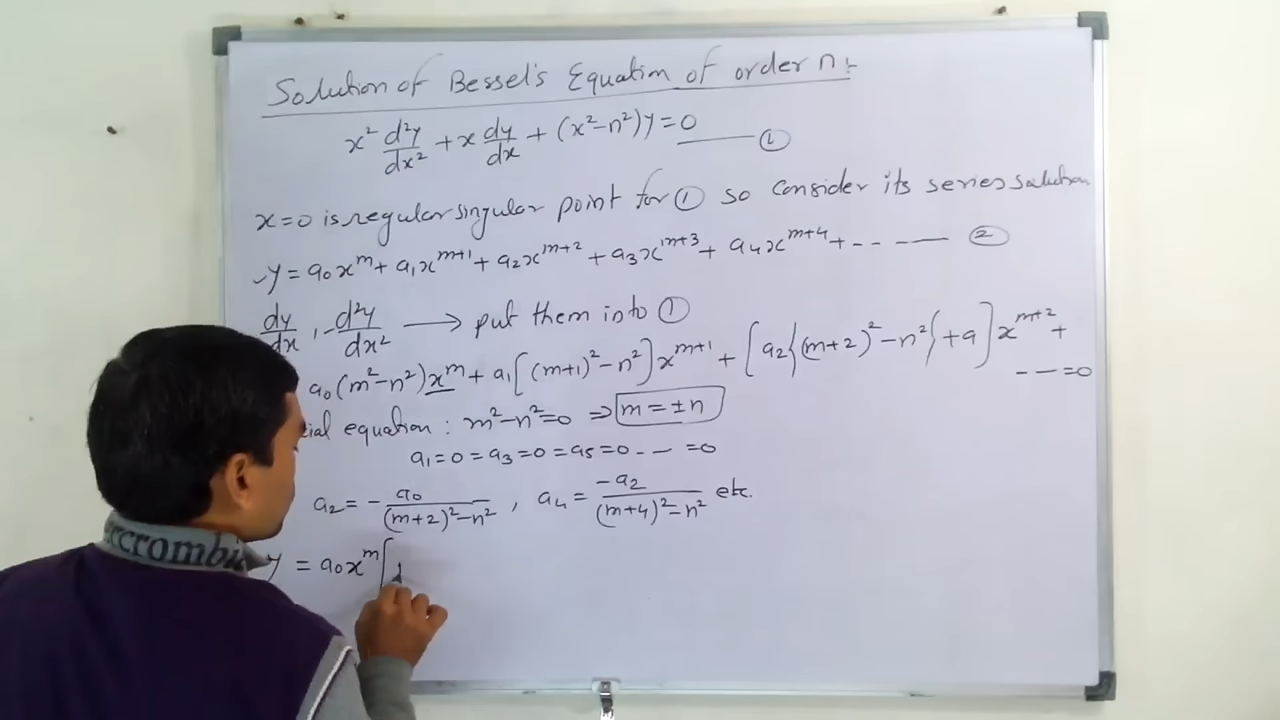 Solution of Bessel's Equation of order n:-
x² d²y/dx² + x dy/dx + (x²-n²)y=0 —— ①
x=0 is regular singular point for ① so consider its series solution
y = a₀x^m + a₁x^{m+1} + a₂x^{m+2} + a₃x^{m+3} + a₄x^{m+4} + -- —— ②
dy/dx , d²y/dx² ⟶ put them into ①
a₀(m²-n²)x^m + a₁[(m+1)²-n²]x^{m+1} + [a₂{(m+2)²-n²}+a]x^{m+2} +
---=0
equation : m²-n²=0 ⇒ m=±n
a₁=0=a₃=0=a₅=0-- =0
a₂ = -a₀/((m+2)²-n²) , a₄ = -a₂/((m+4)²-n²) etc.
y = a₀x^m[1
rcrombie